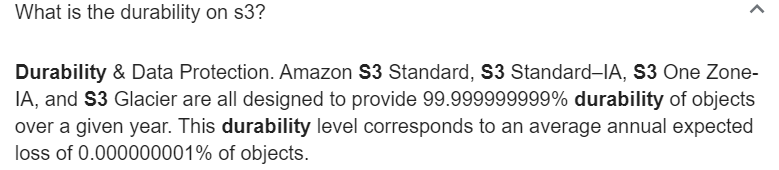 What is the durability on s3?
Durability & Data Protection. Amazon S3 Standard, S3 Standard–IA, S3 One Zone-
IA, and S3 Glacier are all designed to provide 99.999999999% durability of objects
over a given year. This durability level corresponds to an average annual expected
loss of 0.000000001% of objects.